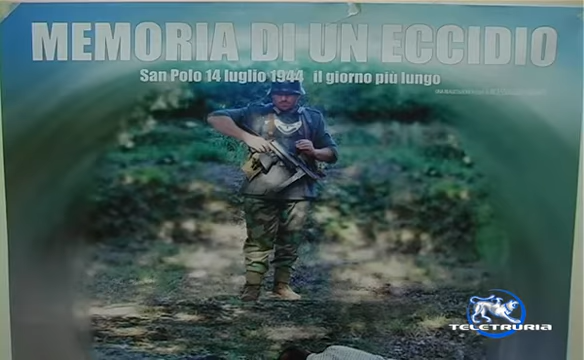 MEMORIA DI UN ECCIDIO
San Polo 14 luglio 1944 il giorno più lungo
TELETRURIA